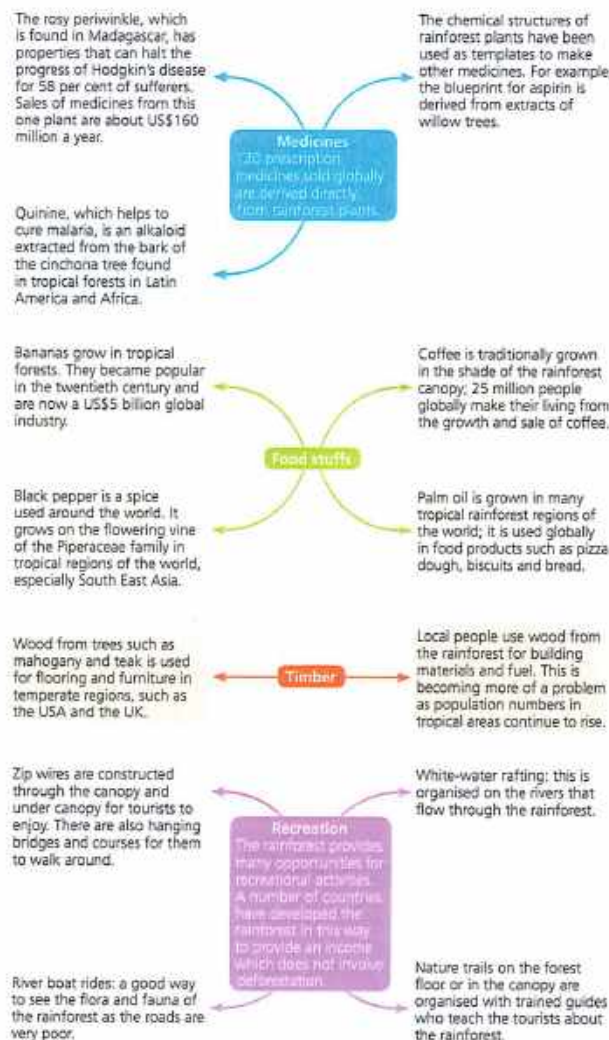 The rosy periwinkle, which
is found in Madagascar, has
properties that can halt the
progress of Hodgkin's disease
for 58 per cent of sufferers.
Sales of medicines from this
one plant are about US$160
million a year.
The chemical structures of
rainforest plants have been
used as templates to make
other medicines. For example
the blueprint for aspirin is
derived from extracts of
willow trees.
Medicines
120 prescription
medicines sold globally
are derived directly
from rainforest plants.
Quinine, which helps to
cure malaria, is an alkaloid
extracted from the bark of
the cinchona tree found
in tropical forests in Latin
America and Africa.
Bananas grow in tropical
forests. They became popular
in the twentieth century and
are now a US$5 billion global
industry.
Coffee is traditionally grown
in the shade of the rainforest
canopy; 25 million people
globally make their living from
the growth and sale of coffee.
Food stuffs
Black pepper is a spice
used around the world. It
grows on the flowering vine
of the Piperaceae family in
tropical regions of the world,
especially South East Asia.
Palm oil is grown in many
tropical rainforest regions of
the world; it is used globally
in food products such as pizza
dough, biscuits and bread.
Wood from trees such as
mahogany and teak is used
for flooring and furniture in
temperate regions, such as
the USA and the UK.
Timber
Local people use wood from
the rainforest for building
materials and fuel. This is
becoming more of a problem
as population numbers in
tropical areas continue to rise.
Zip wires are constructed
through the canopy and
under canopy for tourists to
enjoy. There are also hanging
bridges and courses for them
to walk around.
White-water rafting: this is
organised on the rivers that
flow through the rainforest.
Recreation
The rainforest provides
many opportunities for
recreational activities.
A number of countries
have developed the
rainforest in this way
to provide an income
which does not involve
deforestation.
River boat rides: a good way
to see the flora and fauna of
the rainforest as the roads are
very poor.
Nature trails on the forest
floor or in the canopy are
organised with trained guides
who teach the tourists about
the rainforest.